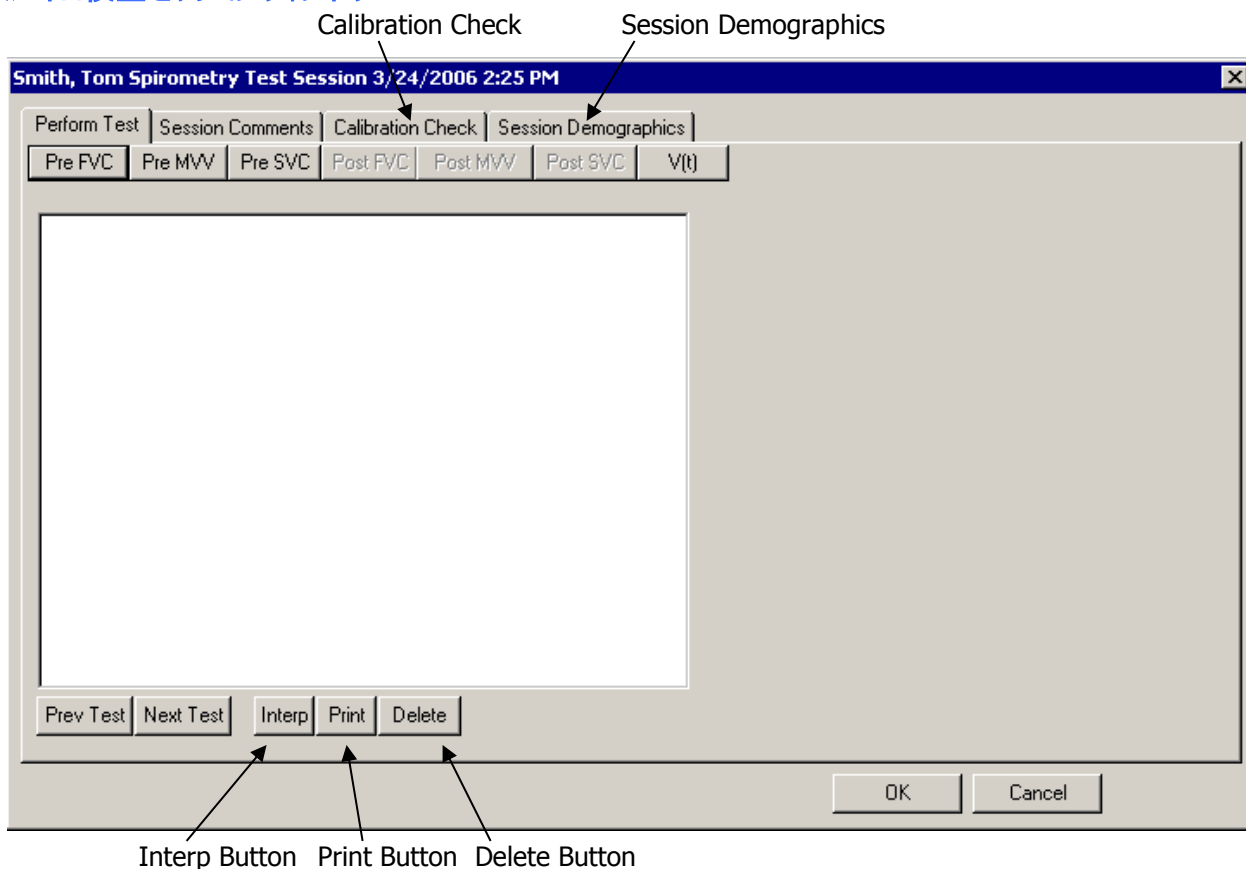 Calibration Check Session Demographics
Smith, Tom Spirometry Test Session 3/24/2006 2:25 PM
Perform Test Session Comments Calibration Check Session Demographics
Pre FVC Pre MVV Pre SVC Post FVC Post MVV Post SVC V(t)
Prev Test Next Test Interp Print Delete
OK Cancel
Interp Button Print Button Delete Button